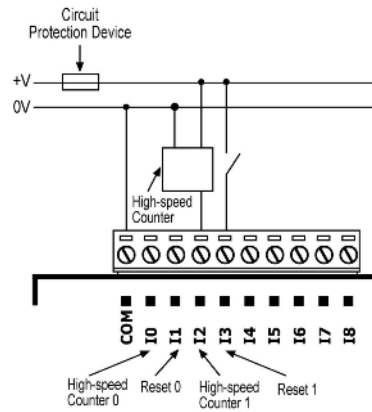 Circuit
Protection Device
+V
0V
High-speed
Counter
COM
I0
I1
I2
I3
I4
I5
I6
I7
I8
High-speed
Counter 0
Reset 0
High-speed
Counter 1
Reset 1